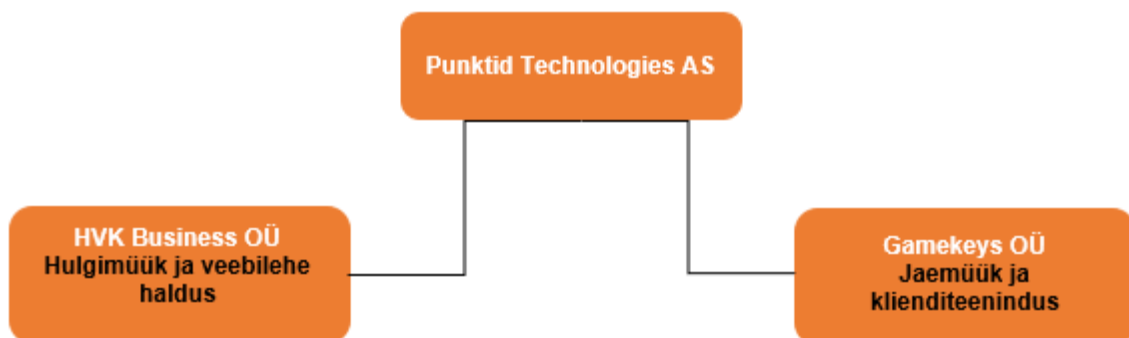 Punktid Technologies AS
HVK Business OÜ
Hulgimüük ja veebilehe
haldus
Gamekeys OÜ
Jaemüük ja
klienditeenindus